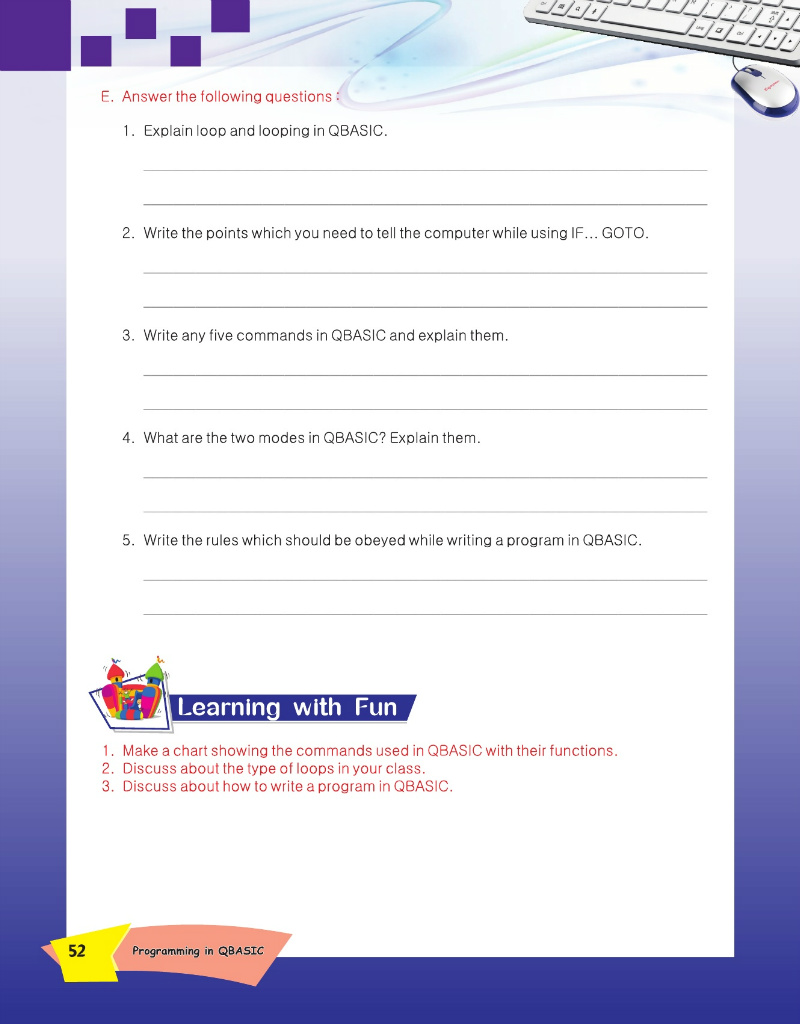 E. Answer the following questions :
1. Explain loop and looping in QBASIC.
2. Write the points which you need to tell the computer while using IF... GOTO.
3. Write any five commands in QBASIC and explain them.
4. What are the two modes in QBASIC? Explain them.
5. Write the rules which should be obeyed while writing a program in QBASIC.
Learning with Fun
1. Make a chart showing the commands used in QBASIC with their functions.
2. Discuss about the type of loops in your class.
3. Discuss about how to write a program in QBASIC.
52
Programming in QBASIC